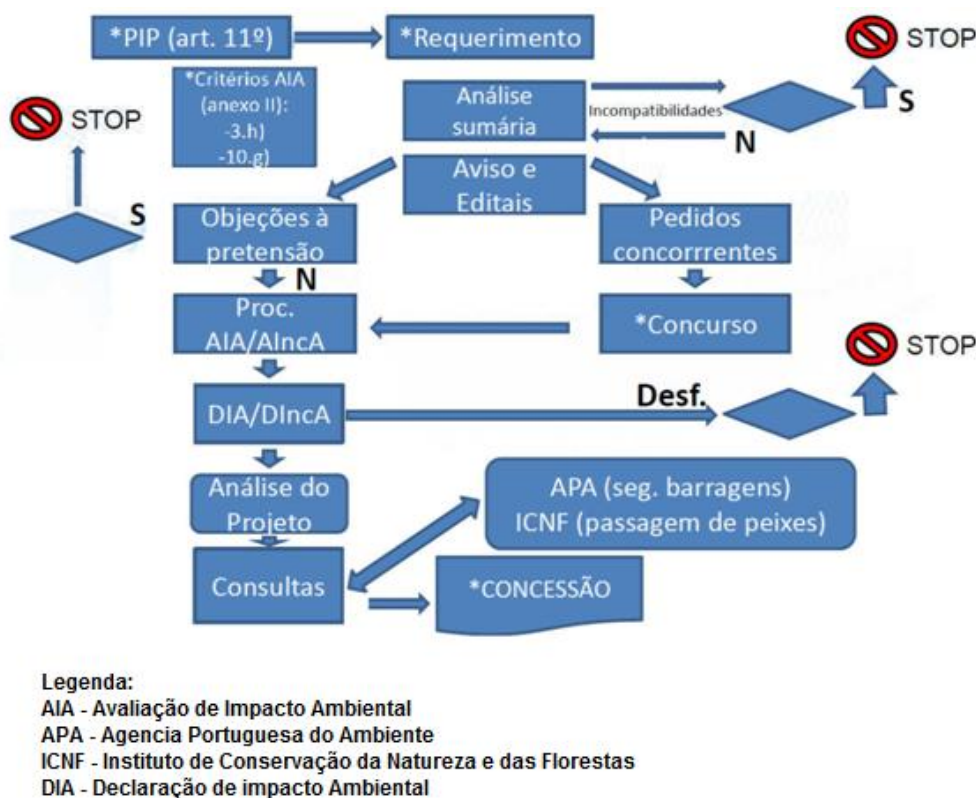 *PIP (art. 11º)
*Requerimento
STOP
*Critérios AIA
(anexo II):
-3.h)
-10.g)
Análise
sumária
Incompatibilidades
S
N
STOP
Aviso e
Editais
S
Objeções à
pretensão
Pedidos
concorrrentes
N
Proc.
AIA/AIncA
*Concurso
STOP
DIA/DIncA
Desf.
Análise do
Projeto
APA (seg. barragens)
ICNF (passagem de peixes)
Consultas
*CONCESSÃO
Legenda:
AIA - Avaliação de Impacto Ambiental
APA - Agencia Portuguesa do Ambiente
ICNF - Instituto de Conservação da Natureza e das Florestas
DIA - Declaração de impacto Ambiental